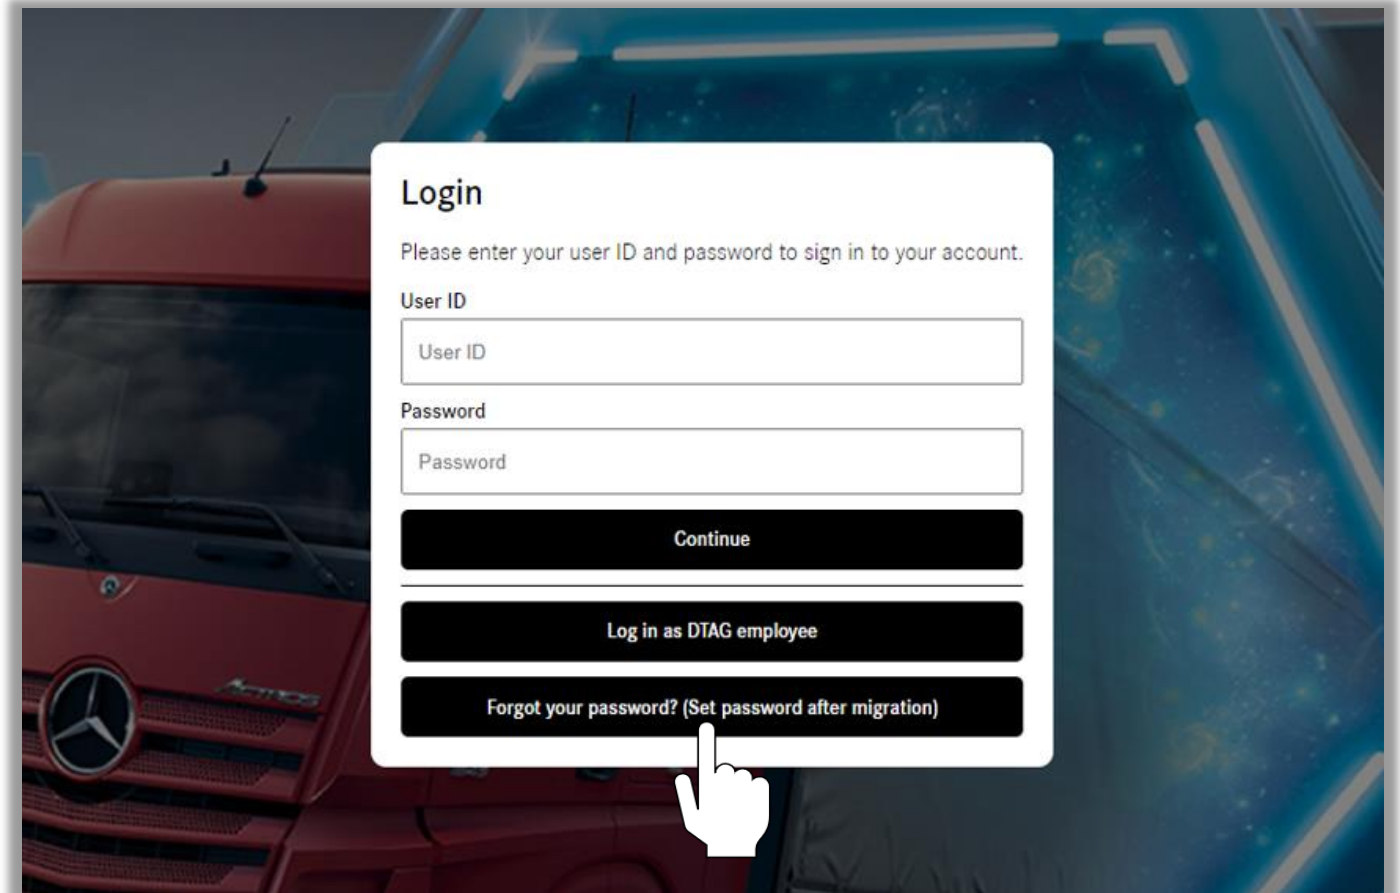 Login
Please enter your user ID and password to sign in to your account.
User ID
User ID
Password
Password
Continue
Log in as DTAG employee
Forgot your password? (Set password after migration)
Actros